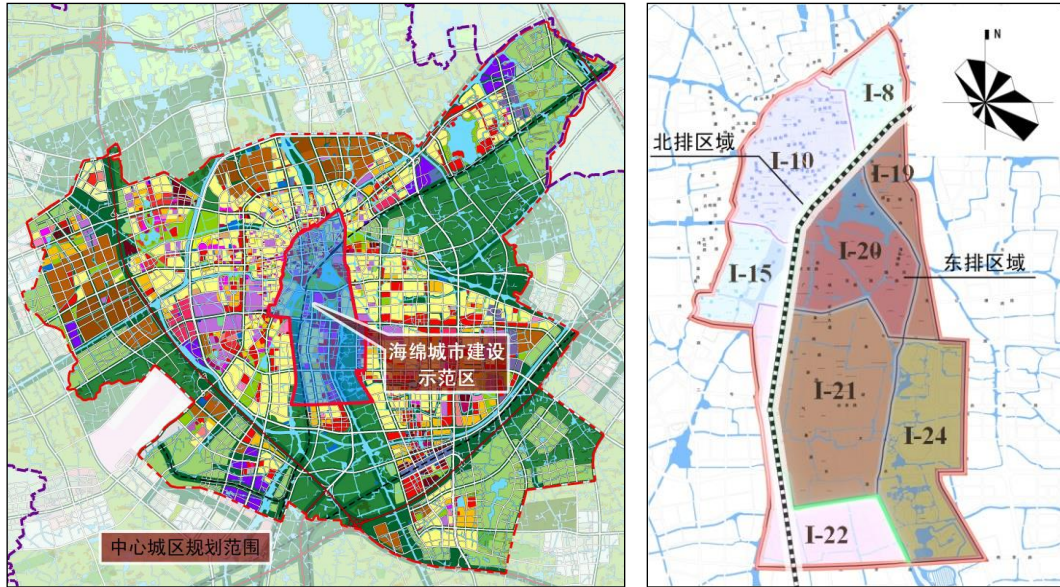 海绵城市建设
示范区
中心城区规划范围
N
I-8
北排区域
I-10
I-19
I-20
I-15
东排区域
I-21
I-24
I-22